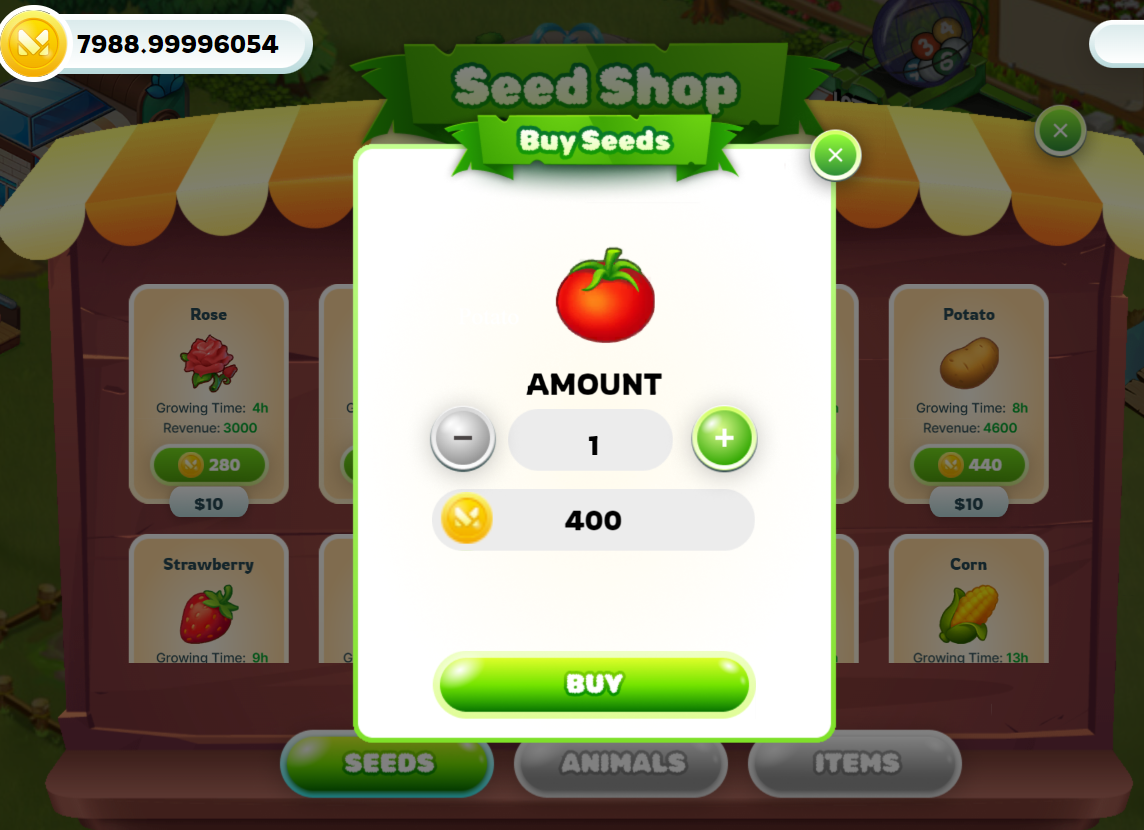 7988.99996054
Seed Shop
Buy Seeds
Rose
Growing Time: 4h
Revenue: 3000
280
$10
Potato
Growing Time: 8h
Revenue: 4600
440
$10
AMOUNT
1
400
Strawberry
Growing Time: 9h
Corn
Growing Time: 13h
BUY
SEEDS
ANIMALS
ITEMS